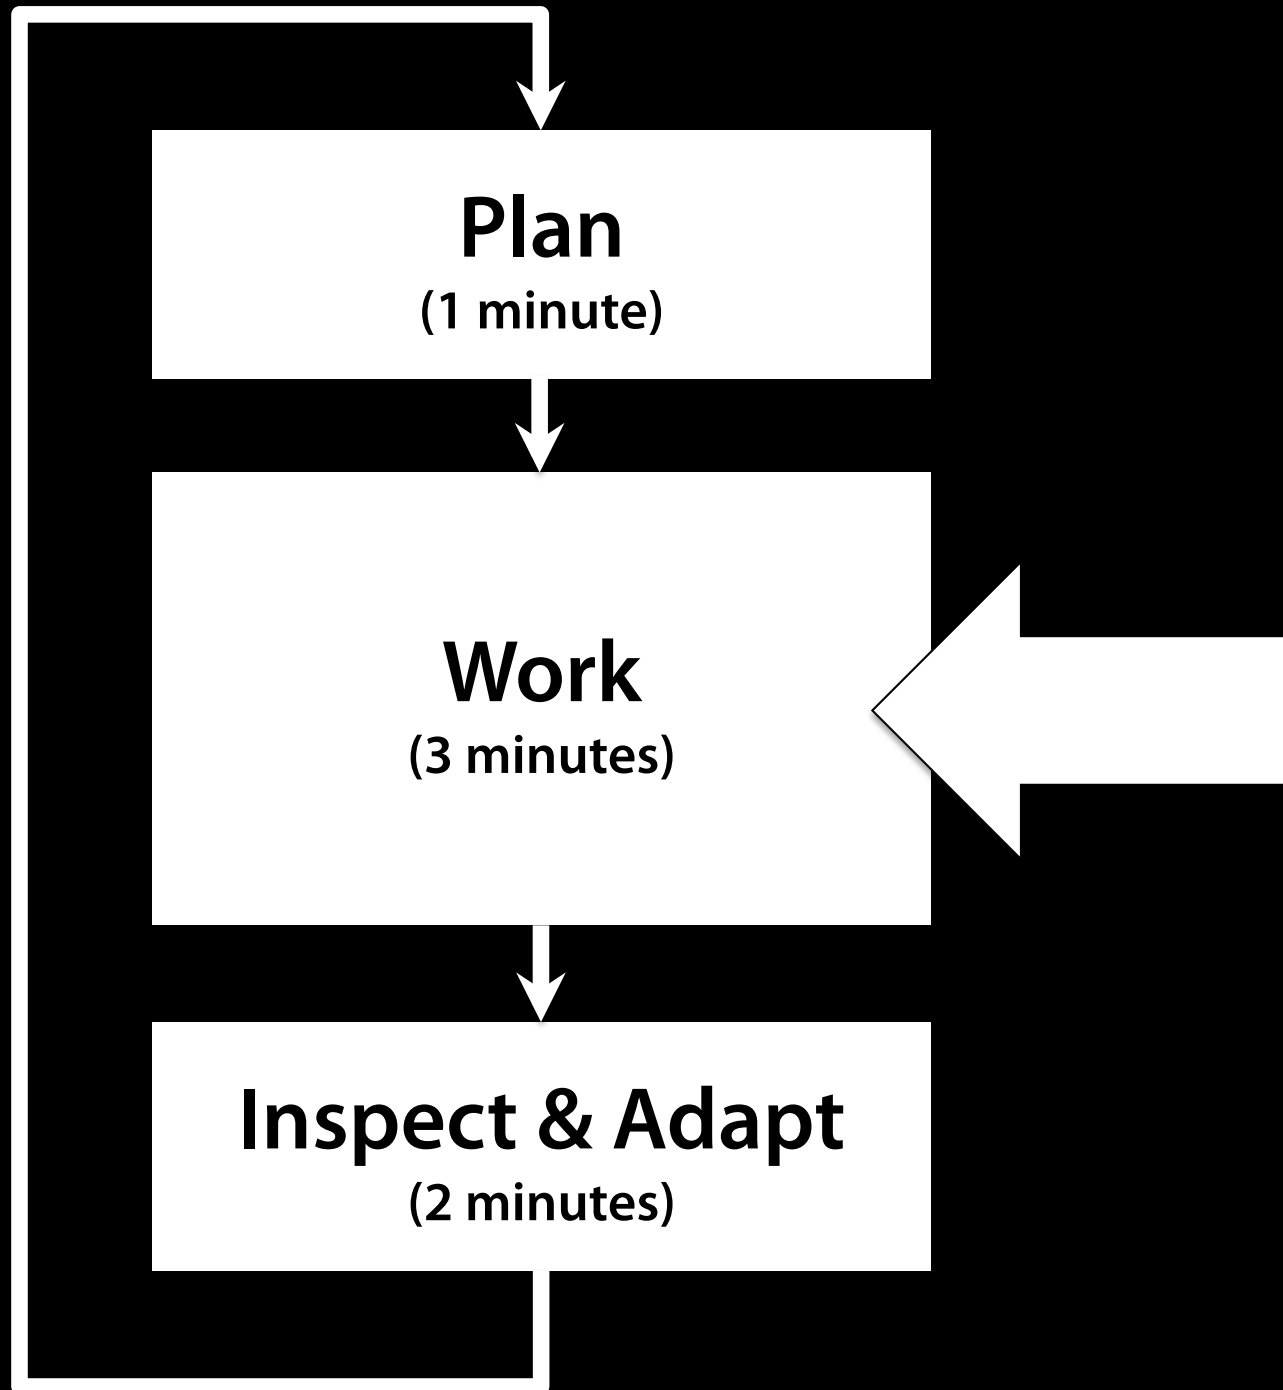 Plan
(1 minute)
Work
(3 minutes)
Inspect & Adapt
(2 minutes)